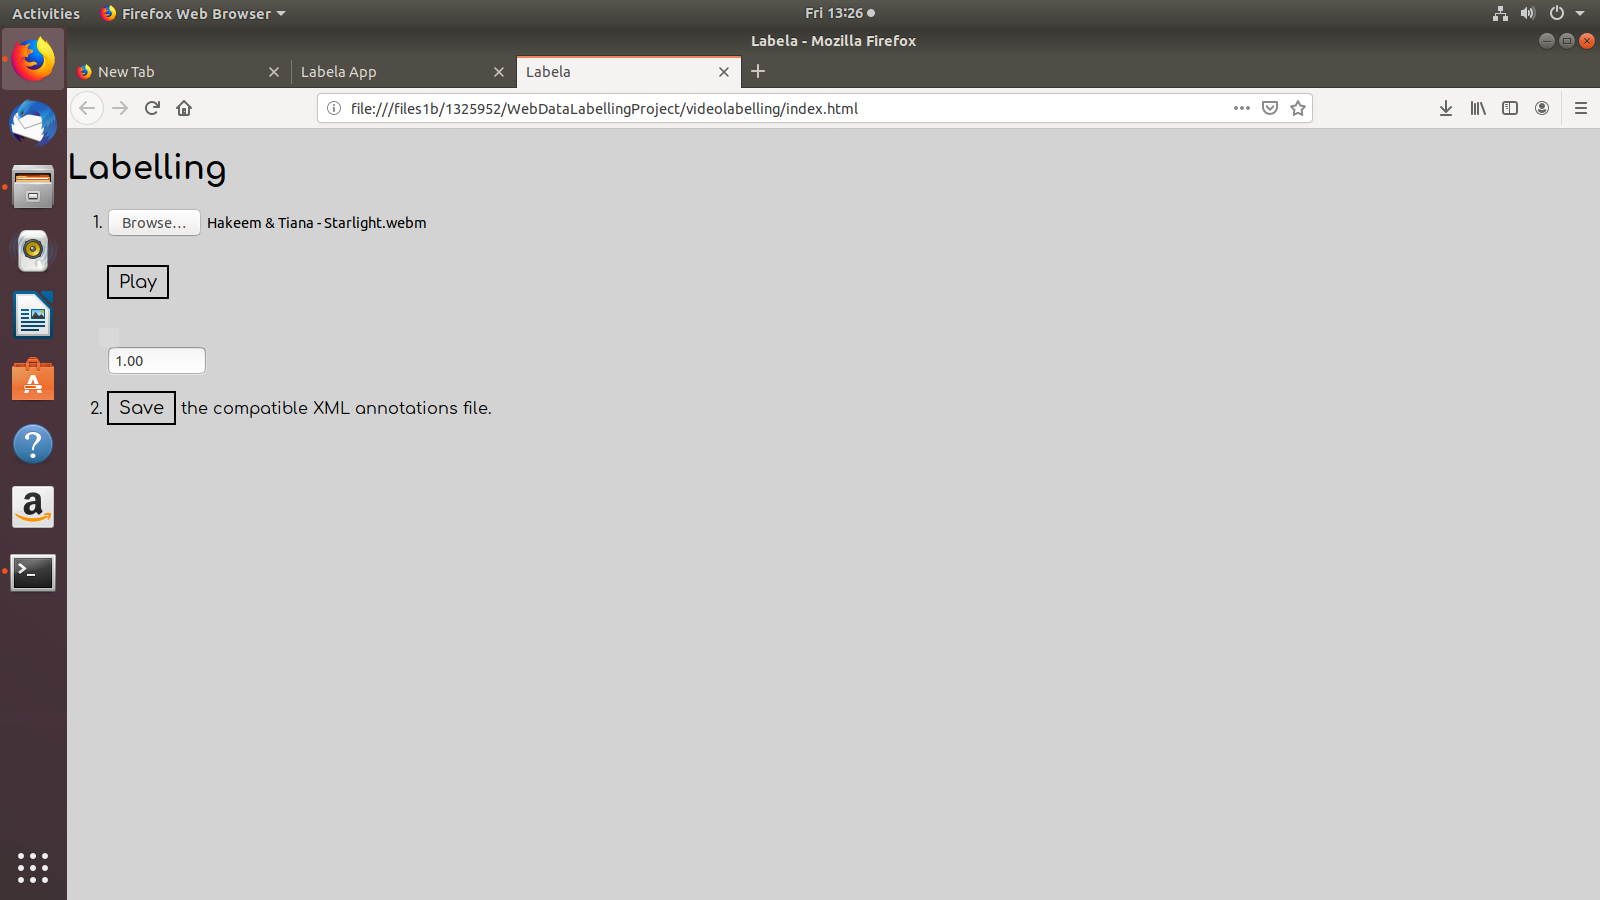 Activities Firefox Web Browser Fri 13:26
Labela - Mozilla Firefox
New Tab Labela App Labela
file:///files1b/1325952/WebDataLabellingProject/videolabelling/index.html
Labelling
1. Browse... Hakeem & Tiana - Starlight.webm
Play
1.00
2. Save the compatible XML annotations file.